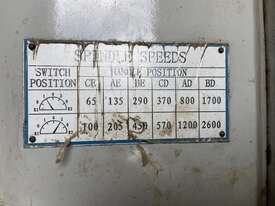 SPINDLE SPEEDS
SWITCH POSITION
HANDLE POSITION
CE AE DE CD AD BD
65 135 290 370 800 1700
100 205 450 570 1200 2600